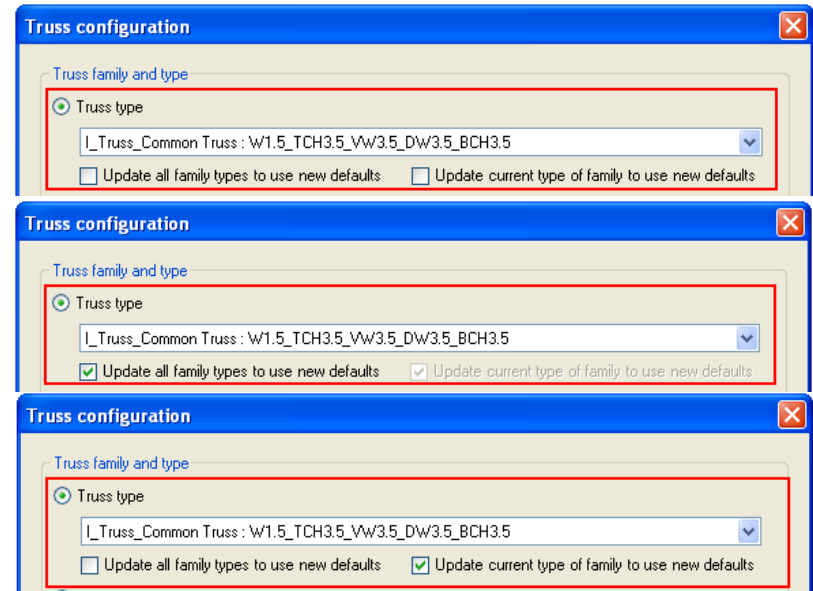 Truss configuration
Truss family and type
Truss type
I_Truss_Common Truss : W1.5_TCH3.5_VW3.5_DW3.5_BCH3.5
Update all family types to use new defaults Update current type of family to use new defaults
Truss configuration
Truss family and type
Truss type
I_Truss_Common Truss : W1.5_TCH3.5_VW3.5_DW3.5_BCH3.5
Update all family types to use new defaults Update current type of family to use new defaults
Truss configuration
Truss family and type
Truss type
I_Truss_Common Truss : W1.5_TCH3.5_VW3.5_DW3.5_BCH3.5
Update all family types to use new defaults Update current type of family to use new defaults